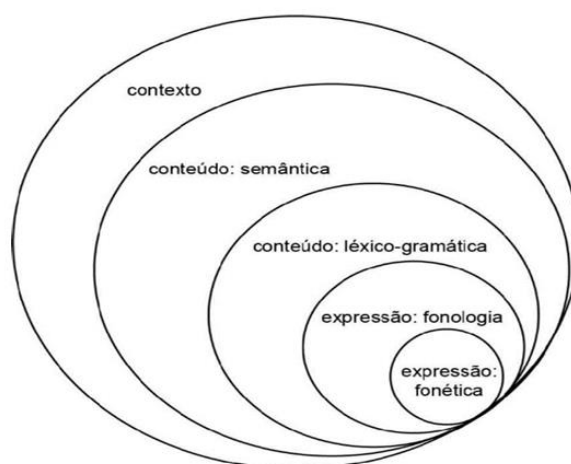 contexto
conteúdo: semântica
conteúdo: léxico-gramática
expressão: fonologia
expressão:
fonética